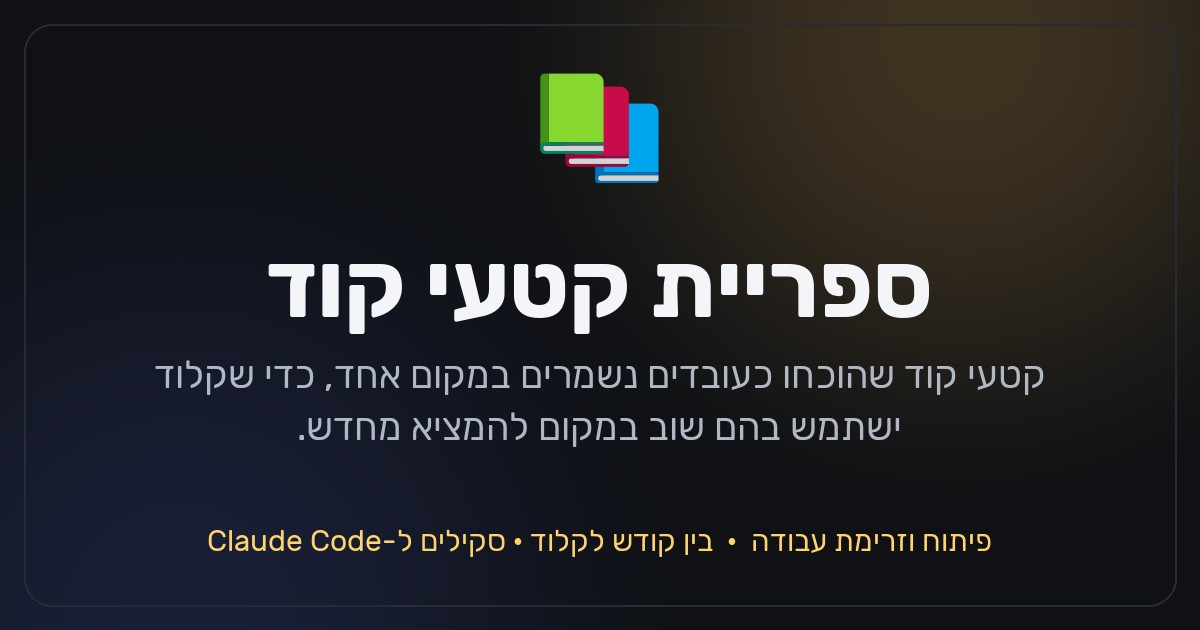 ספריית קטעי קוד
קטעי קוד שהוכחו כעובדים נשמרים במקום אחד, כדי שקלוד
ישתמש בהם שוב במקום להמציא מחדש.
פיתוח וזרימת עבודה • בין קודש לקלוד • סקילים ל-Claude Code